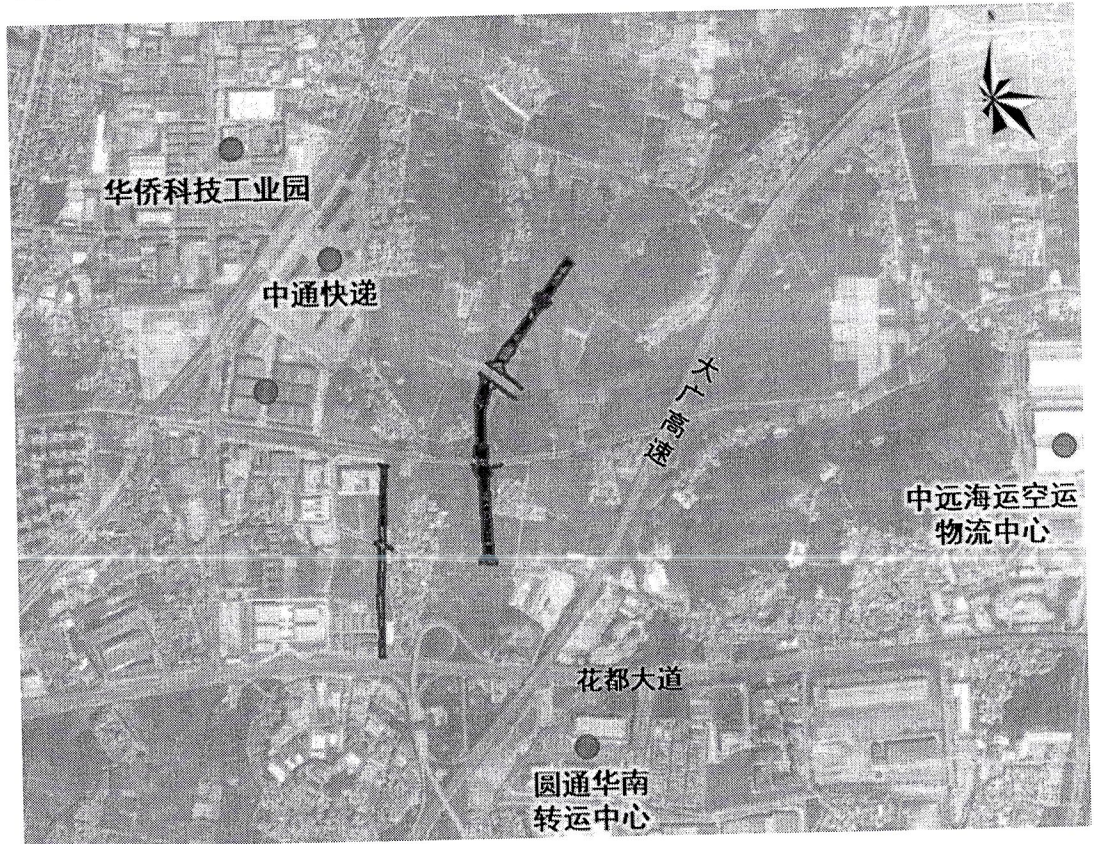 华侨科技工业园
中通快递
大广高速
中远海运空运
物流中心
花都大道
圆通华南
转运中心